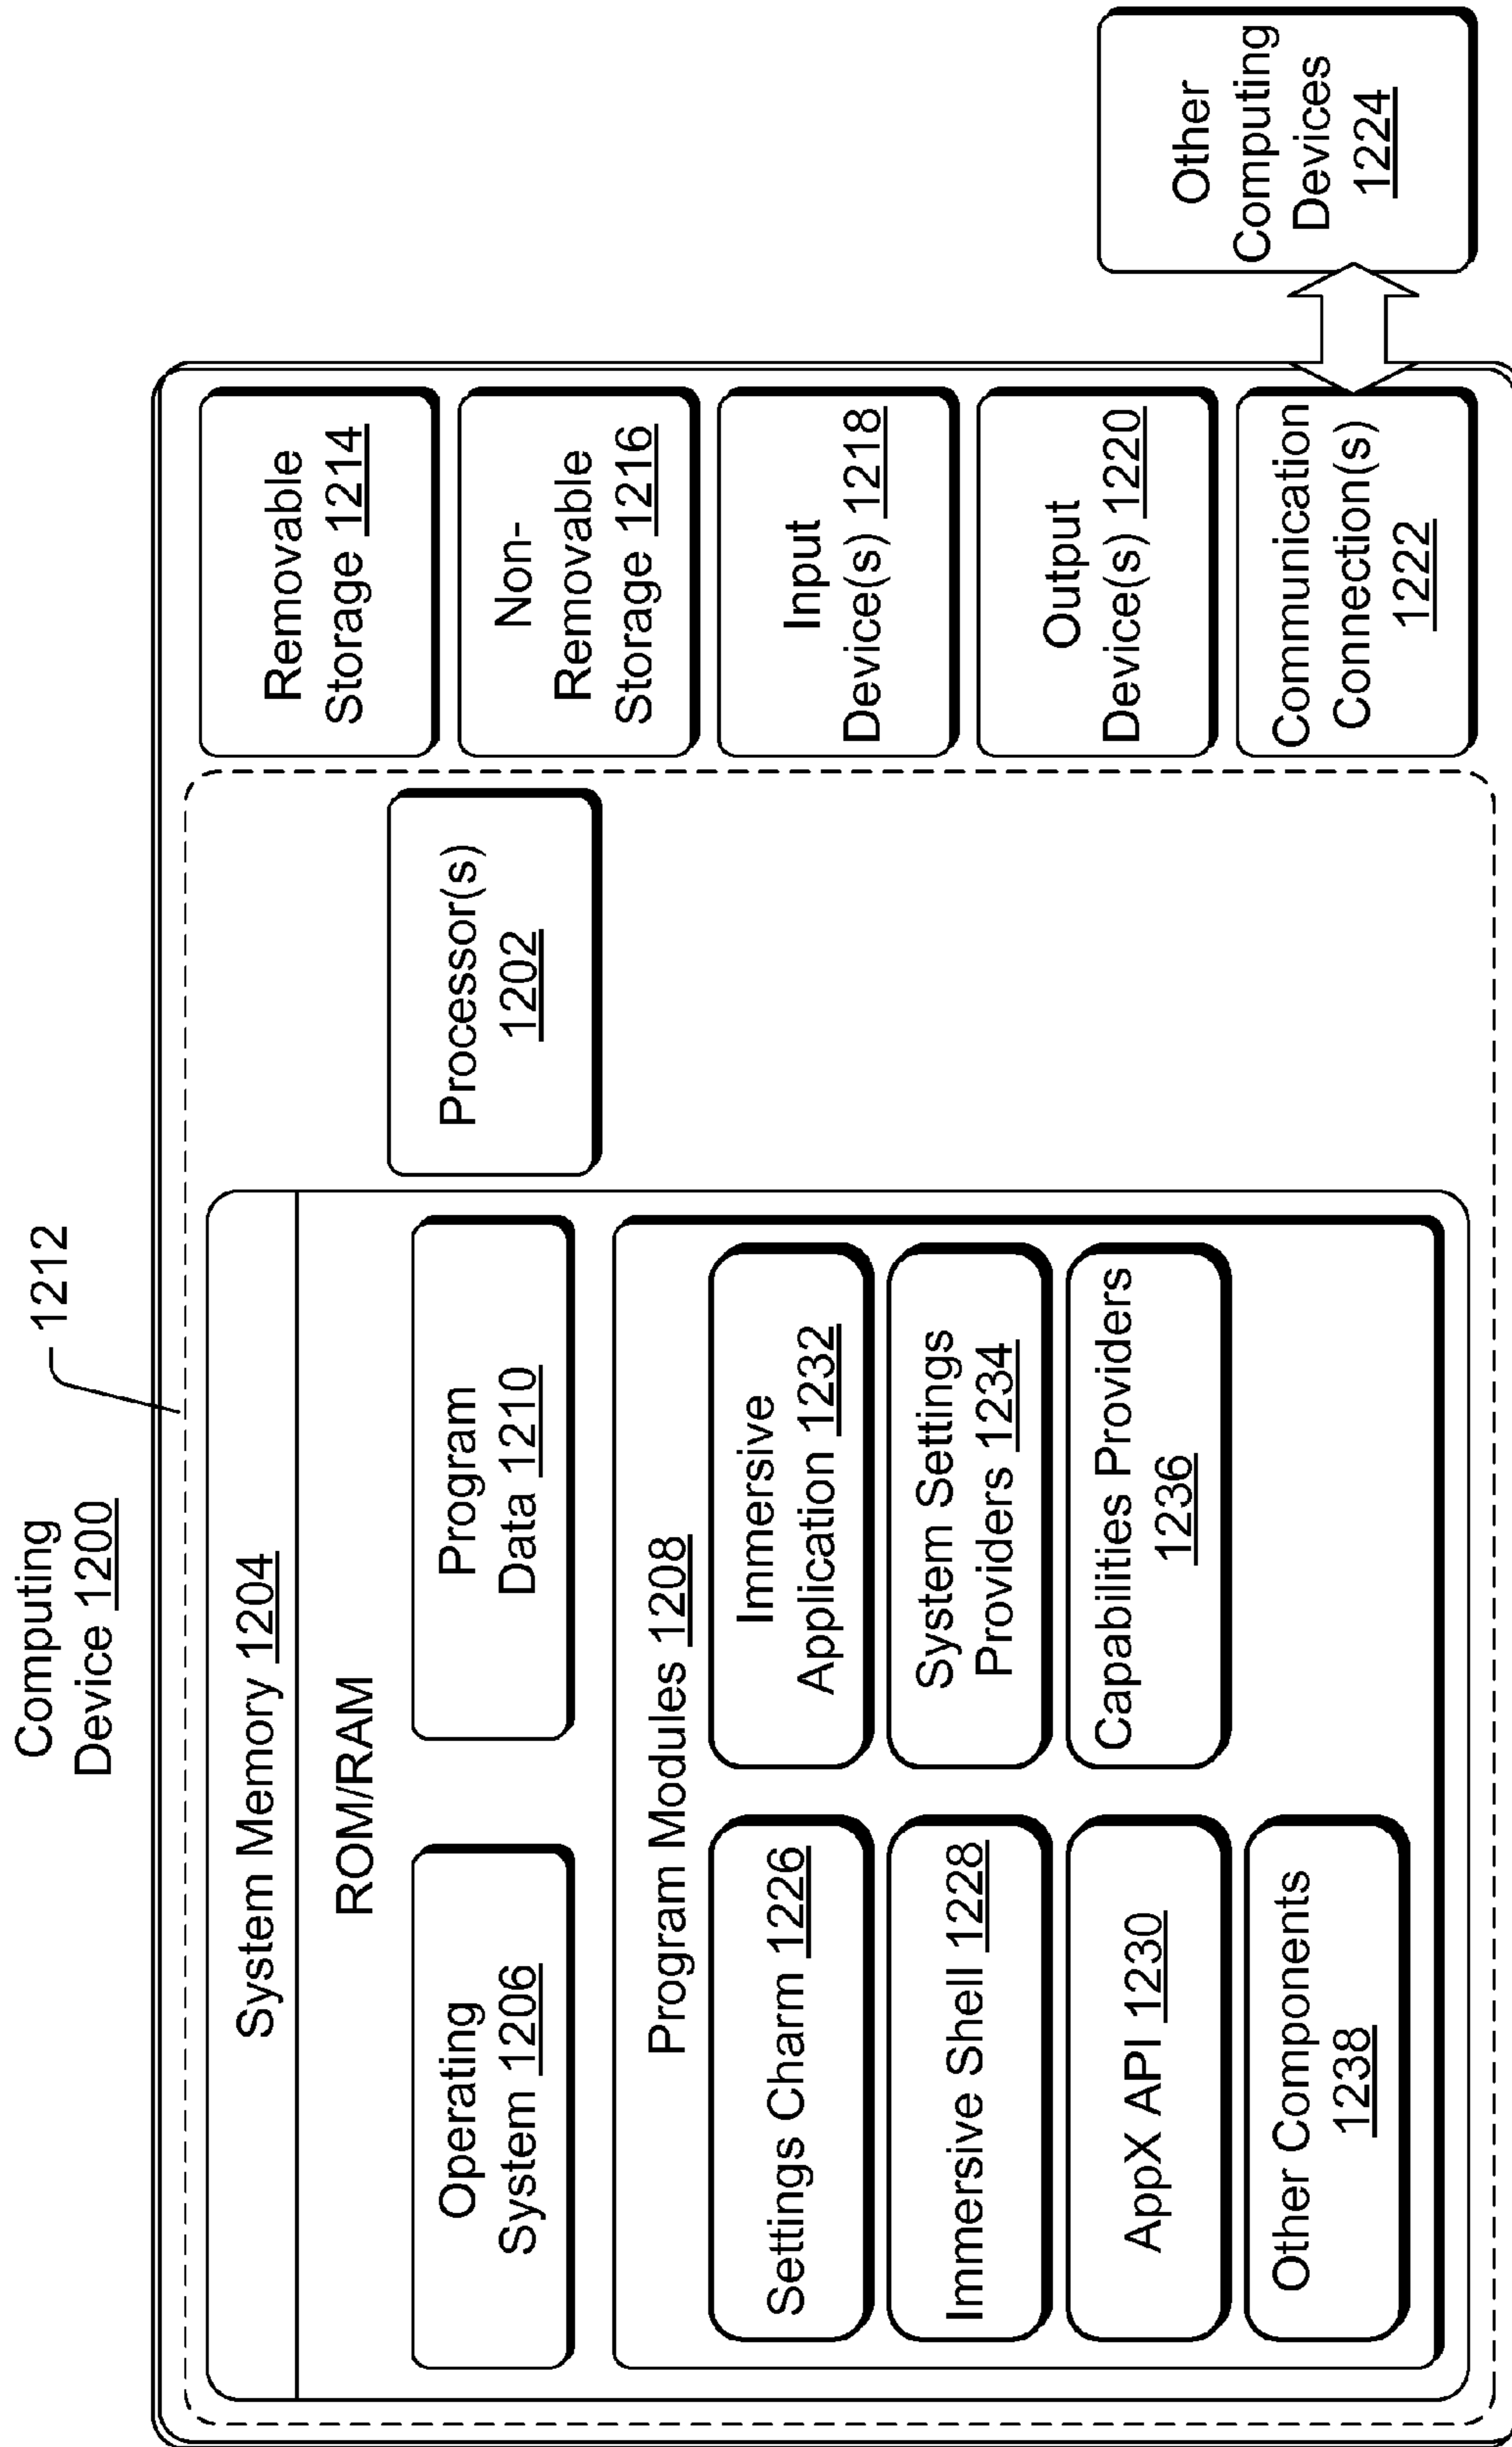 Computing
Device 1200
1212
System Memory 1204
ROM/RAM
Operating
System 1206
Program
Data 1210
Program Modules 1208
Settings Charm 1226
Immersive
Application 1232
Immersive Shell 1228
System Settings
Providers 1234
AppX API 1230
Capabilities Providers
1236
Other Components
1238
Processor(s)
1202
Removable
Storage 1214
Non-
Removable
Storage 1216
Input
Device(s) 1218
Output
Device(s) 1220
Communication
Connection(s)
1222
Other
Computing
Devices
1224